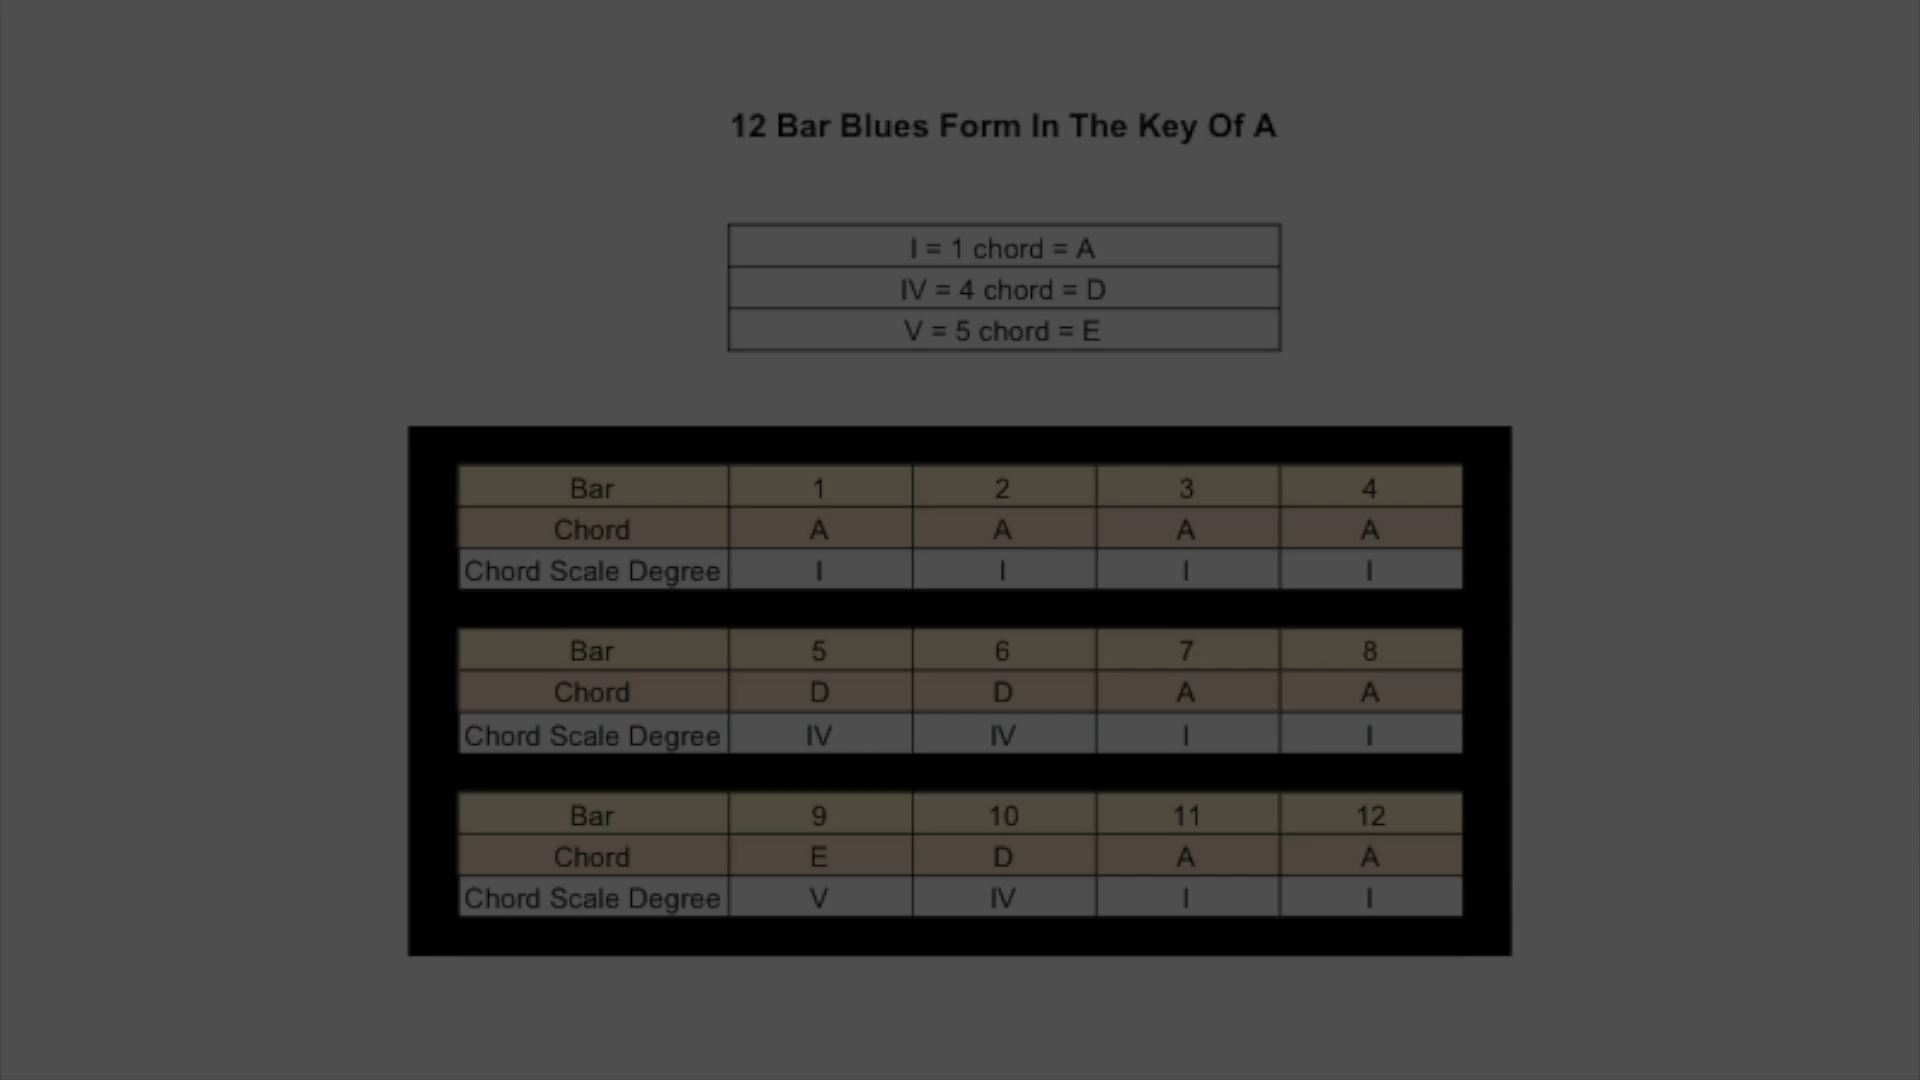 12 Bar Blues Form In The Key Of A
I = 1 chord = A
IV = 4 chord = D
V = 5 chord = E
Bar 1 2 3 4
Chord A A A A
Chord Scale Degree I I I I
Bar 5 6 7 8
Chord D D A A
Chord Scale Degree IV IV I I
Bar 9 10 11 12
Chord E D A A
Chord Scale Degree V IV I I